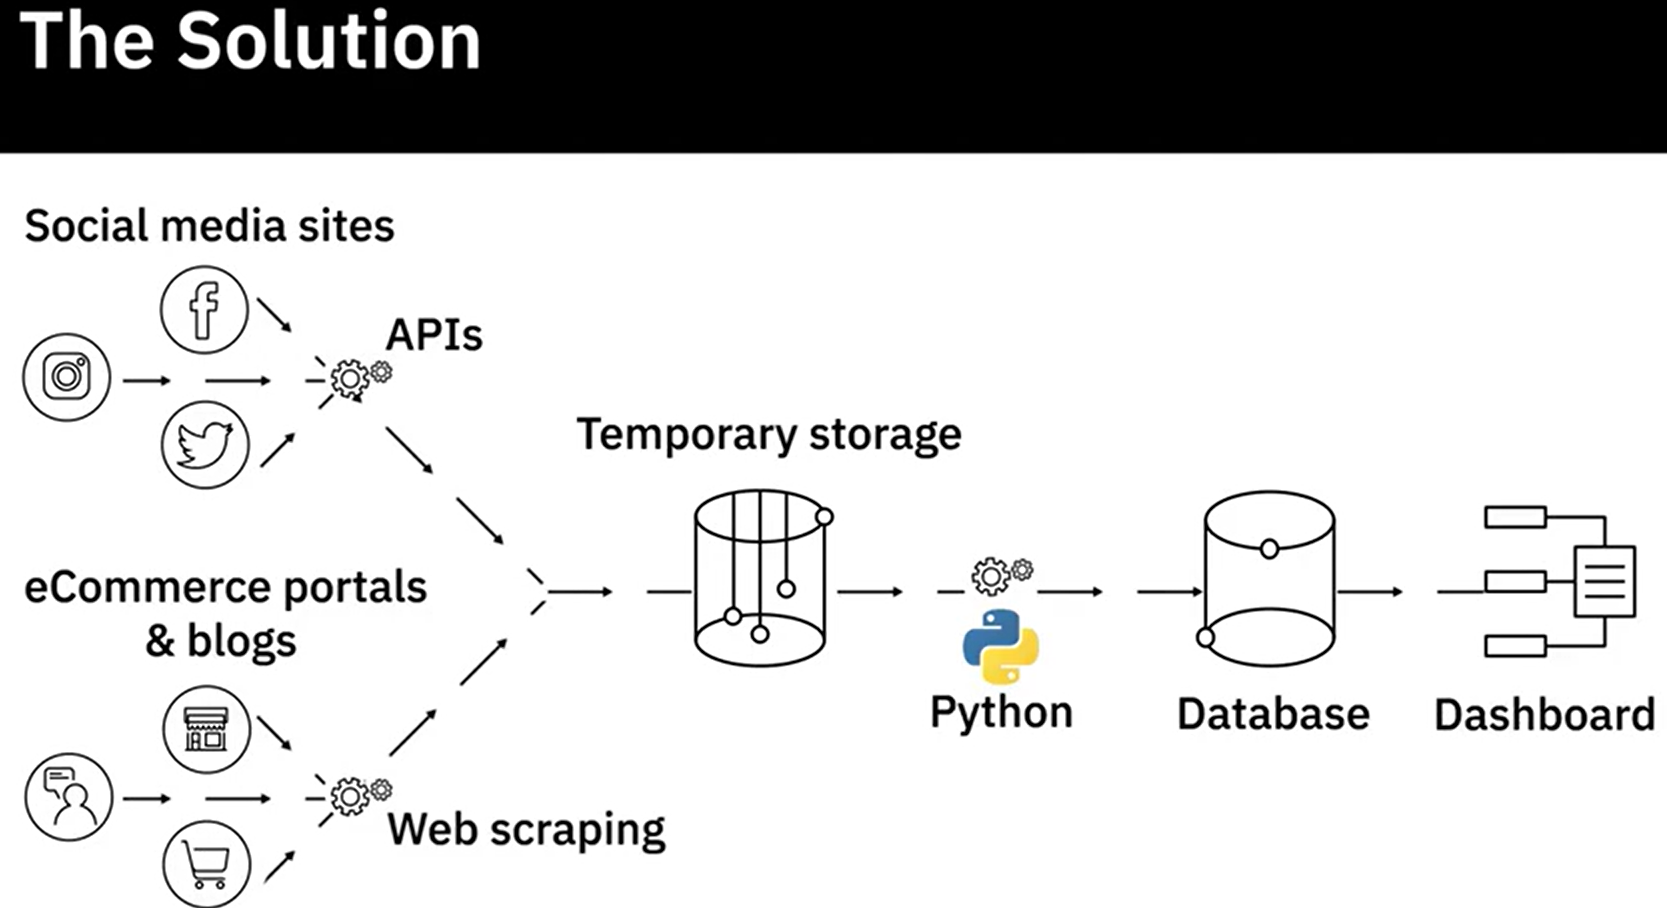 The Solution
Social media sites
APIs
Temporary storage
eCommerce portals
& blogs
Python
Database
Dashboard
Web scraping